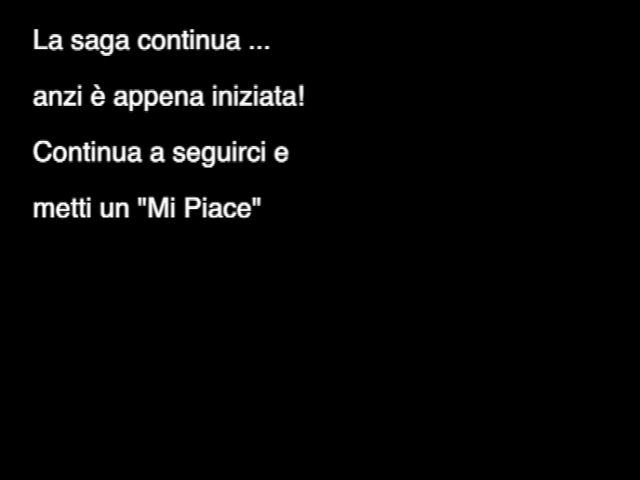 La saga continua ...
anzi è appena iniziata!
Continua a seguirci e
metti un "Mi Piace"